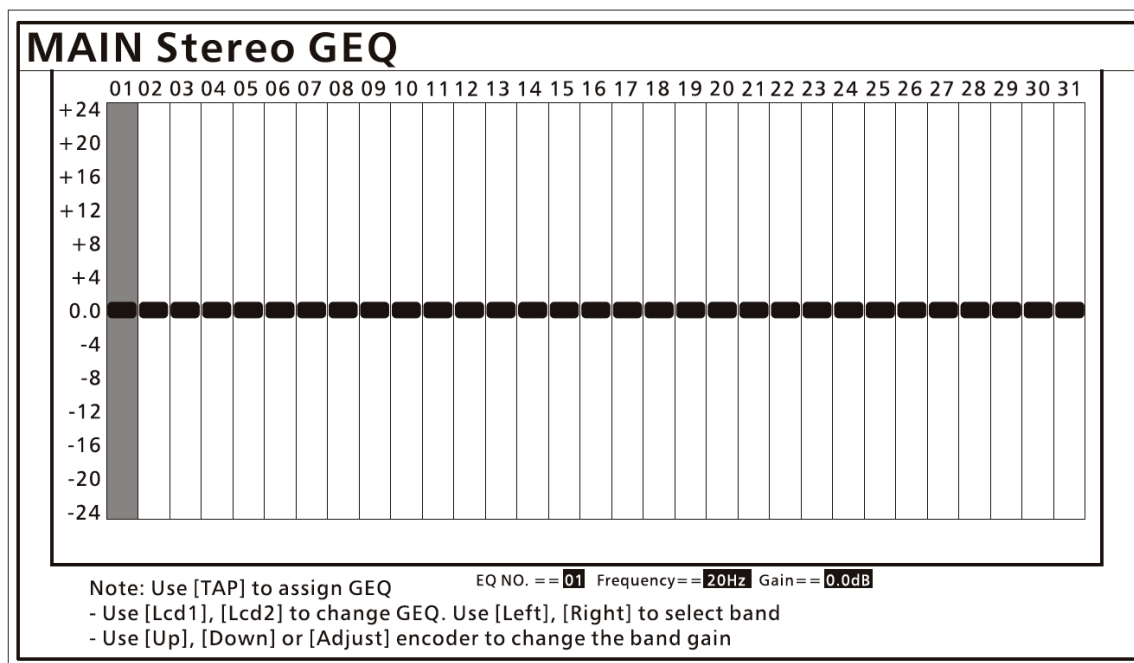 MAIN Stereo GEQ
01 02 03 04 05 06 07 08 09 10 11 12 13 14 15 16 17 18 19 20 21 22 23 24 25 26 27 28 29 30 31
+24
+20
+16
+12
+8
+4
0.0
-4
-8
-12
-16
-20
-24
Note: Use [TAP] to assign GEQ
EQ NO. == 01 Frequency== 20Hz Gain== 0.0dB
- Use [Lcd1], [Lcd2] to change GEQ. Use [Left], [Right] to select band
- Use [Up], [Down] or [Adjust] encoder to change the band gain